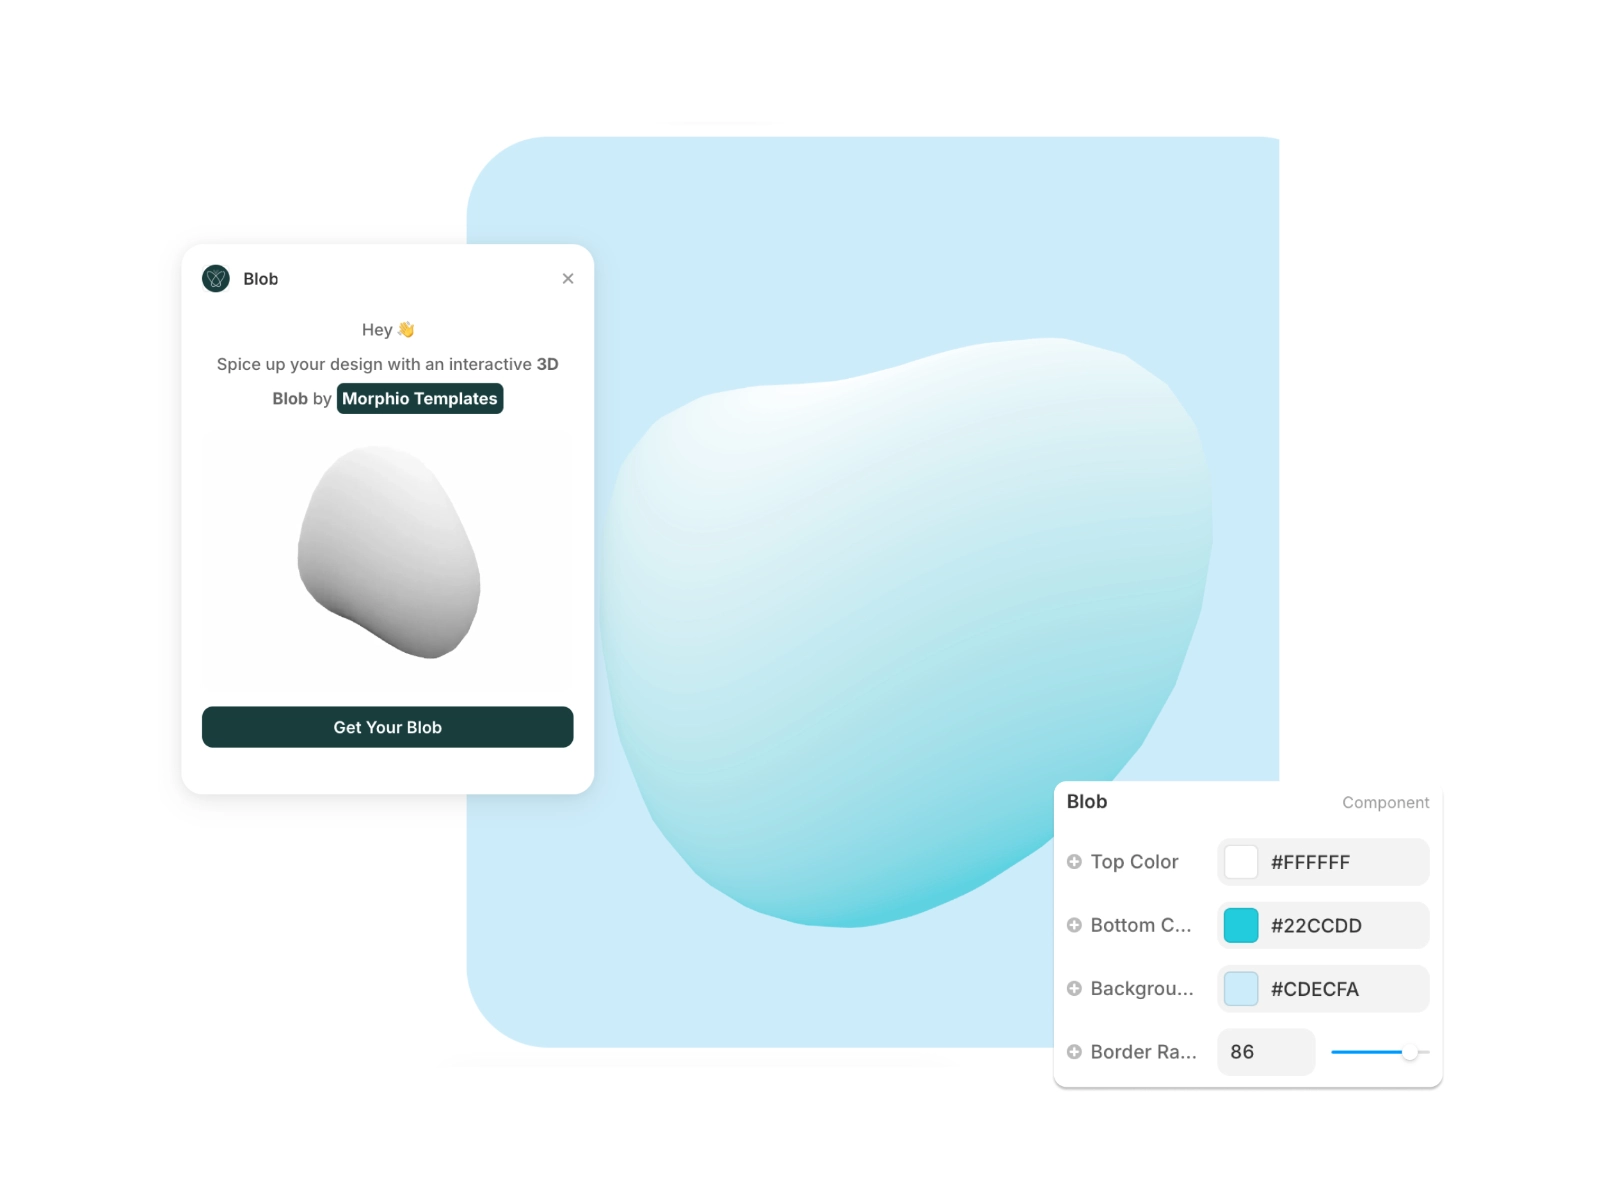 Blob
Hey 👋
Spice up your design with an interactive 3D
Blob by Morphio Templates
Get Your Blob
Blob Component
Top Color #FFFFFF
Bottom C... #22CCDD
Backgrou... #CDECFA
Border Ra... 86